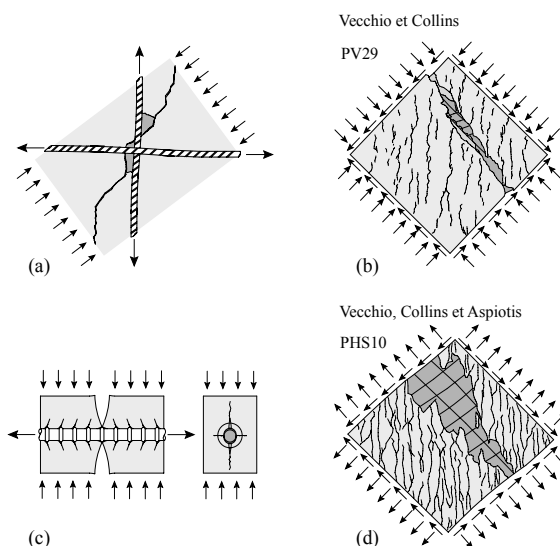 (a)
Vecchio et Collins
PV29
(b)
(c)
Vecchio, Collins et Aspiotis
PHS10
(d)